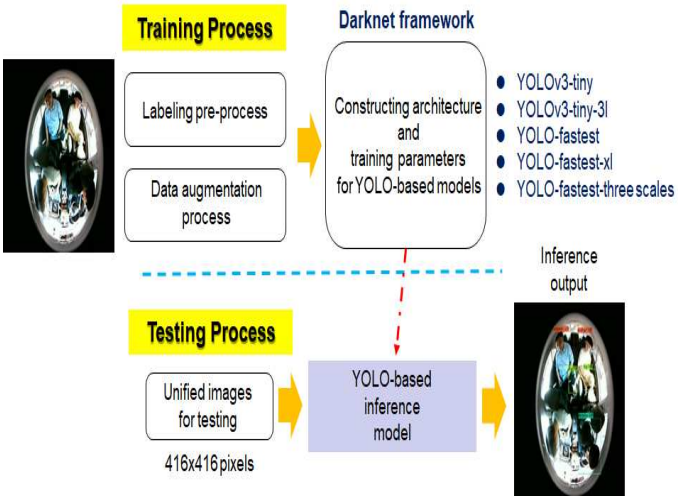 Training Process
Darknet framework
Labeling pre-process
Data augmentation
process
Constructing architecture
and
training parameters
for YOLO-based models
YOLOv3-tiny
YOLOv3-tiny-3l
YOLO-fastest
YOLO-fastest-xl
YOLO-fastest-three scales
Inference
output
Testing Process
Unified images
for testing
416x416 pixels
YOLO-based
inference
model